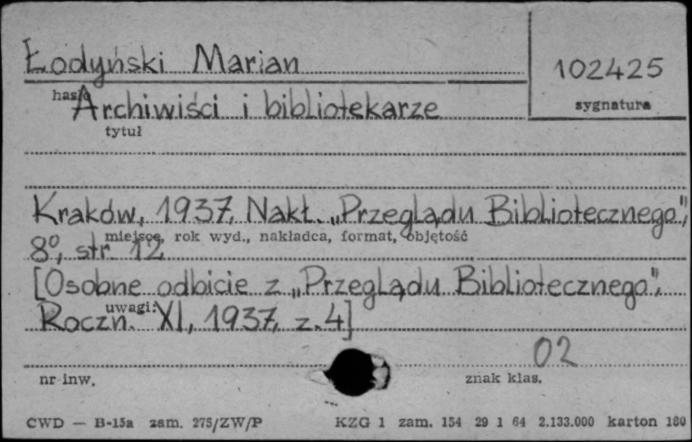 Łodyński Marian
102425
hasło
sygnatura
Archiwiści i bibliotekarze
tytuł
Kraków, 1937, Nakł. „Przeglądu Bibliotecznego",
miejsce, rok wyd., nakładca, format, objętość
8°, str. 12
[Osobne odbicie z „Przeglądu Bibliotecznego",
uwagi:
Roczn. XI, 1937, z. 4]
02
nr inw.
znak klas.
CWD — B-15a zam. 275/ZW/P KZG 1 zam. 154 29 1 64 2.133.000 karton 180